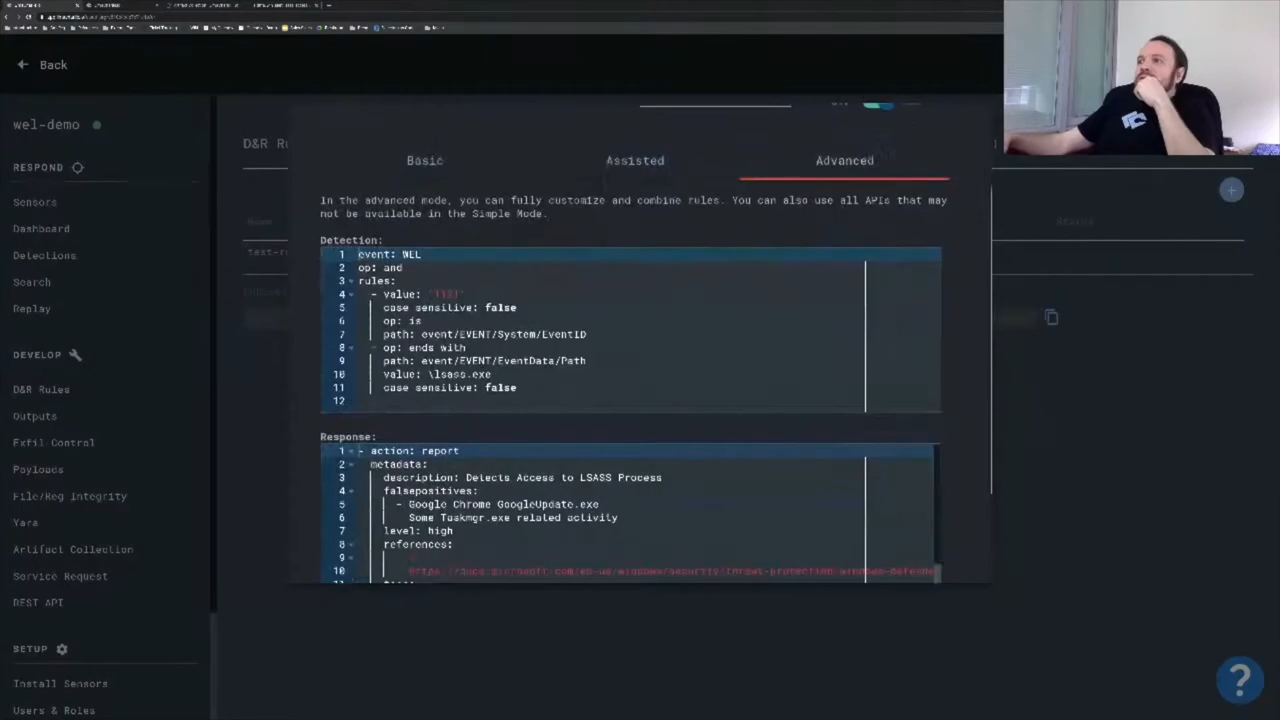 Back
wel-demo
RESPOND
Sensors
Dashboard
Detections
Search
Replay
DEVELOP
D&R Rules
Outputs
Exfil Control
Payloads
File/Reg Integrity
Yara
Artifact Collection
Service Request
REST API
SETUP
Install Sensors
Users & Roles
D&R
Name
Status
Basic
Assisted
Advanced
In the advanced mode, you can fully customize and combine rules. You can also use all APIs that may
not be available in the Simple Mode.
Detection:
1 event: WEL
2 op: and
3 rules:
4 - value:
5 case sensitive: false
6 op: is
7 path: event/EVENT/System/EventID
8 - op: ends with
9 path: event/EVENT/EventData/Path
10 value: \lsass.exe
11 case sensitive: false
12
Response:
1 - action: report
2 metadata:
3 description: Detects Access to LSASS Process
4 falsepositives:
5 - Google Chrome GoogleUpdate.exe
6 Some Taskmgr.exe related activity
7 level: high
8 references:
9
10
?